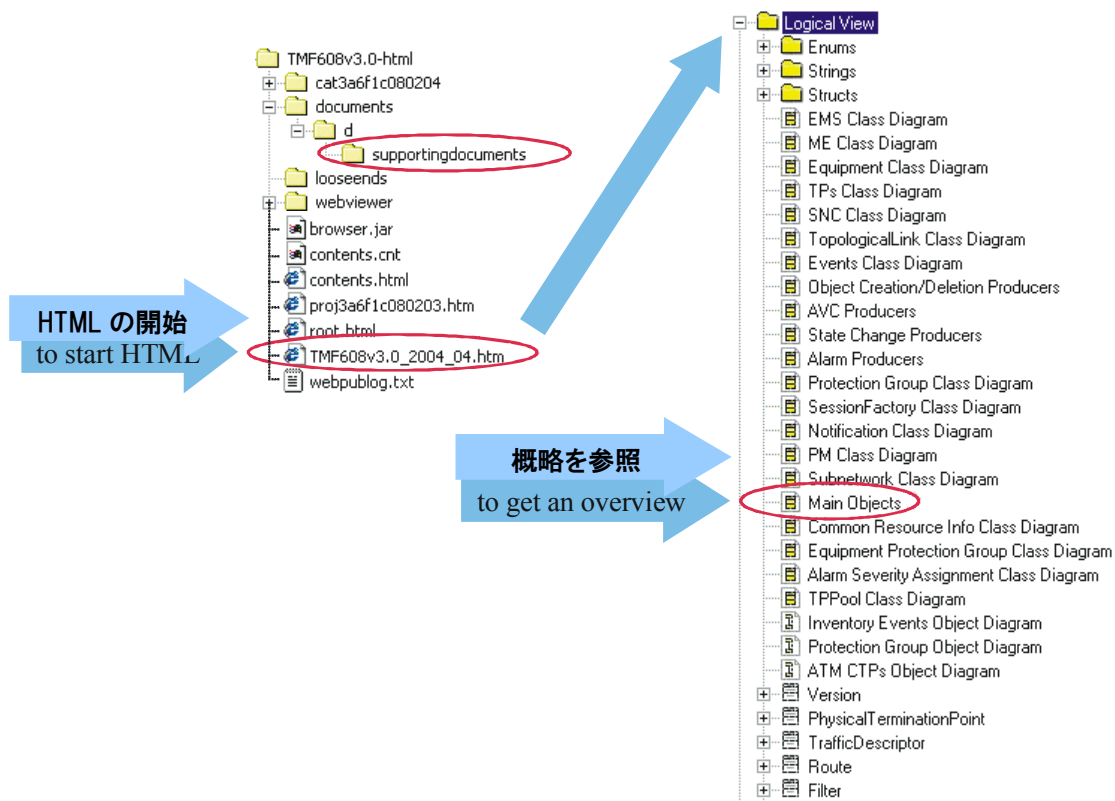 TMF608v3.0-html
cat3a6f1c080204
documents
d
supportingdocuments
looseends
webviewer
browser.jar
contents.cnt
contents.html
proj3a6f1c080203.htm
root.html
TMF608v3.0_2004_04.htm
webpublog.txt
HTML の開始
to start HTML
概略を参照
to get an overview
Logical View
Enums
Strings
Structs
EMS Class Diagram
ME Class Diagram
Equipment Class Diagram
TPs Class Diagram
SNC Class Diagram
TopologicalLink Class Diagram
Events Class Diagram
Object Creation/Deletion Producers
AVC Producers
State Change Producers
Alarm Producers
Protection Group Class Diagram
SessionFactory Class Diagram
Notification Class Diagram
PM Class Diagram
Subnetwork Class Diagram
Main Objects
Common Resource Info Class Diagram
Equipment Protection Group Class Diagram
Alarm Severity Assignment Class Diagram
TPPool Class Diagram
Inventory Events Object Diagram
Protection Group Object Diagram
ATM CTPs Object Diagram
Version
PhysicalTerminationPoint
TrafficDescriptor
Route
Filter